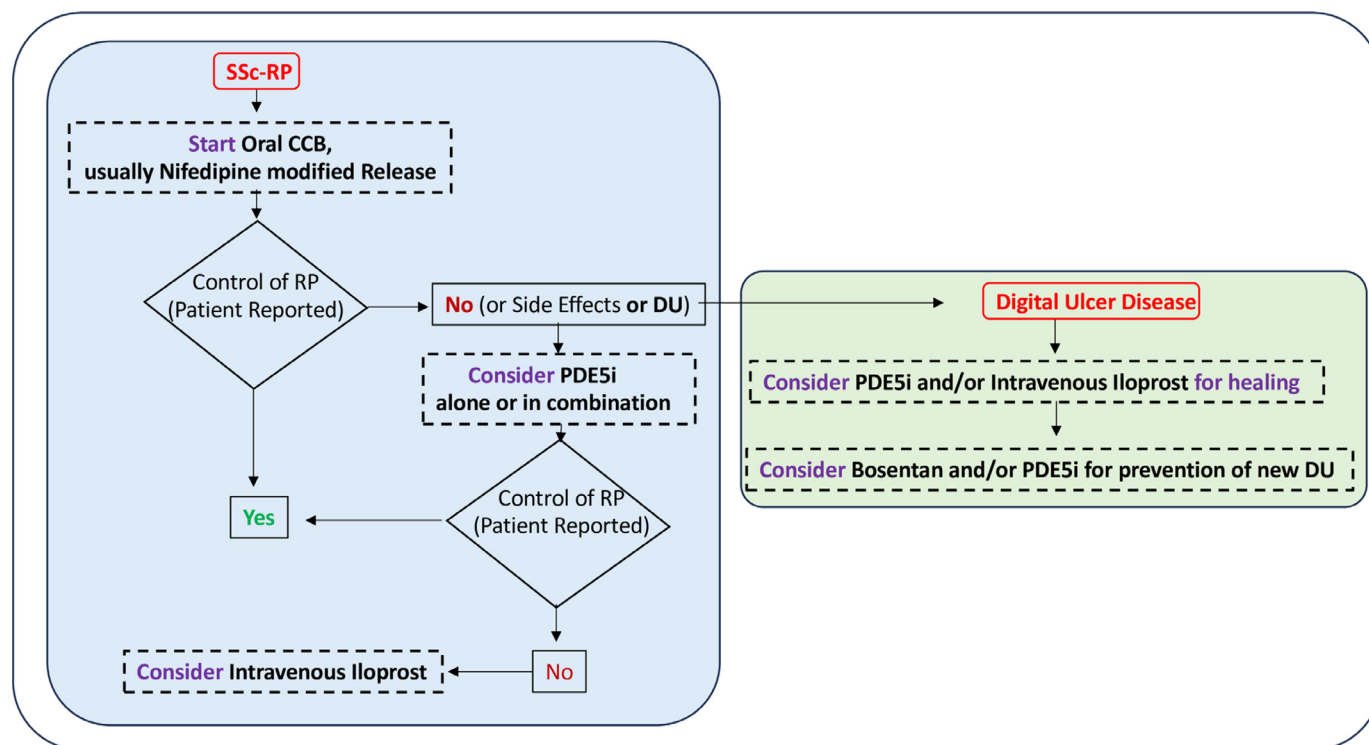 SSc-RP
Start Oral CCB,
usually Nifedipine modified Release
Control of RP
(Patient Reported)
No (or Side Effects or DU)
Consider PDE5i
alone or in combination
Control of RP
(Patient Reported)
Yes
No
Consider Intravenous Iloprost
Digital Ulcer Disease
Consider PDE5i and/or Intravenous Iloprost for healing
Consider Bosentan and/or PDE5i for prevention of new DU